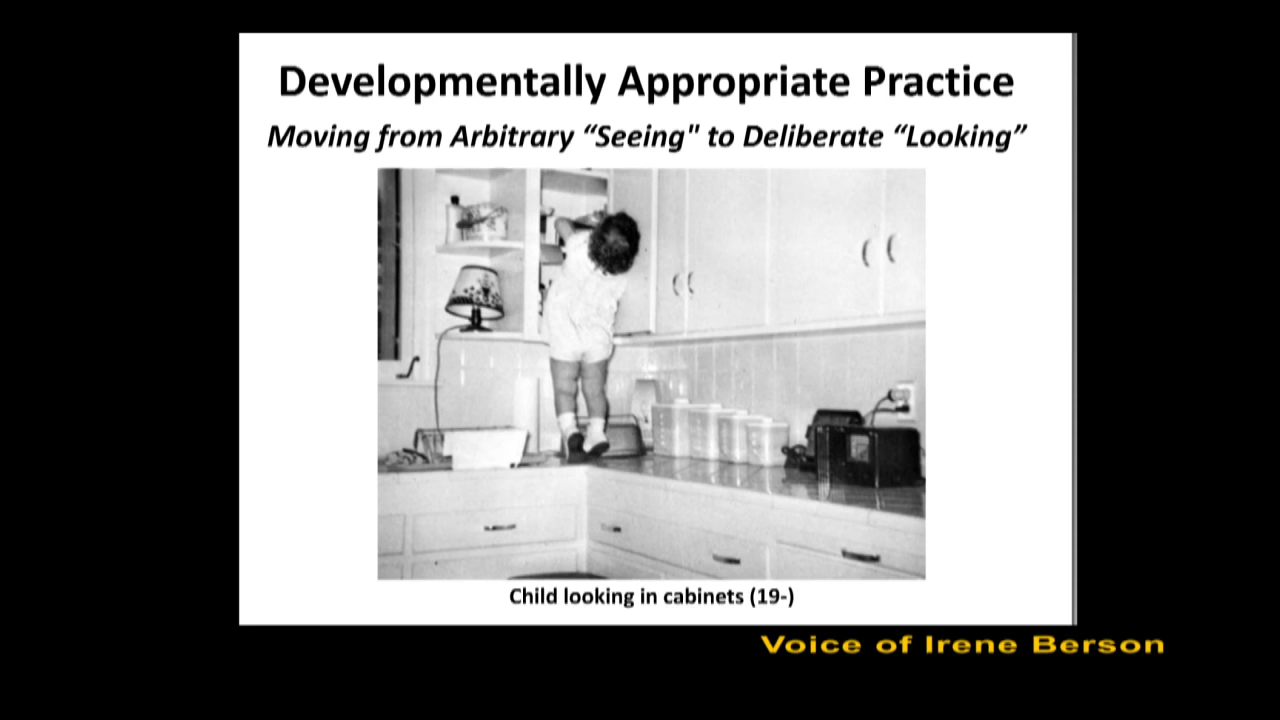 Developmentally Appropriate Practice
Moving from Arbitrary “Seeing" to Deliberate “Looking”
Child looking in cabinets (19-)
Voice of Irene Berson